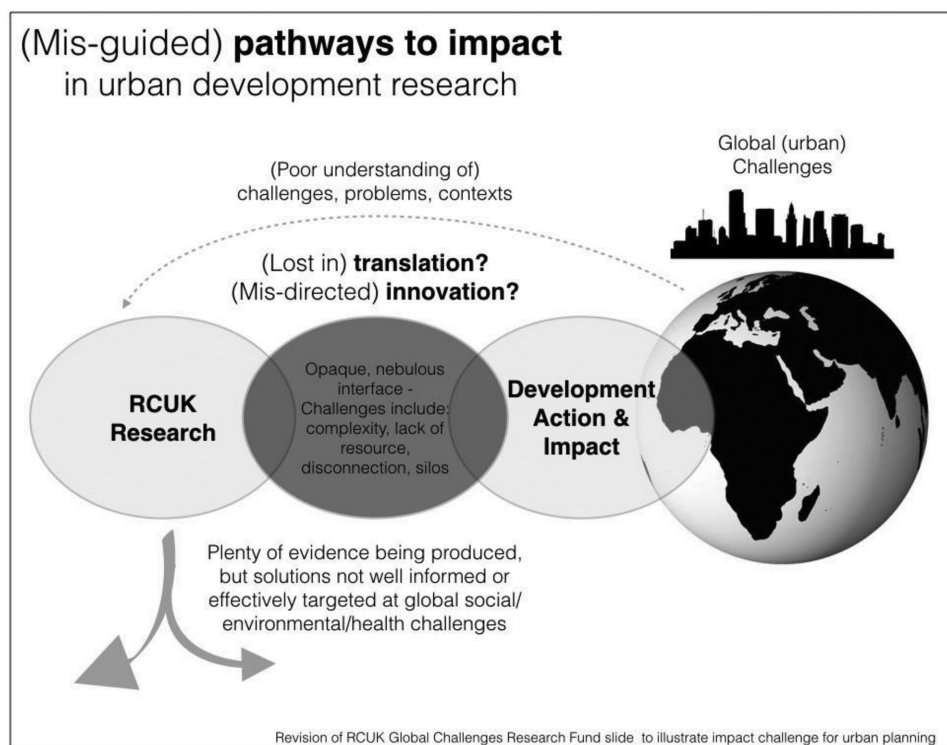 (Mis-guided) pathways to impact
in urban development research
Global (urban)
Challenges
(Poor understanding of)
challenges, problems, contexts
(Lost in) translation?
(Mis-directed) innovation?
RCUK
Research
Opaque, nebulous
interface -
Challenges include:
complexity, lack of
resource,
disconnection, silos
Development
Action &
Impact
Plenty of evidence being produced,
but solutions not well informed or
effectively targeted at global social/
environmental/health challenges
Revision of RCUK Global Challenges Research Fund slide to illustrate impact challenge for urban planning